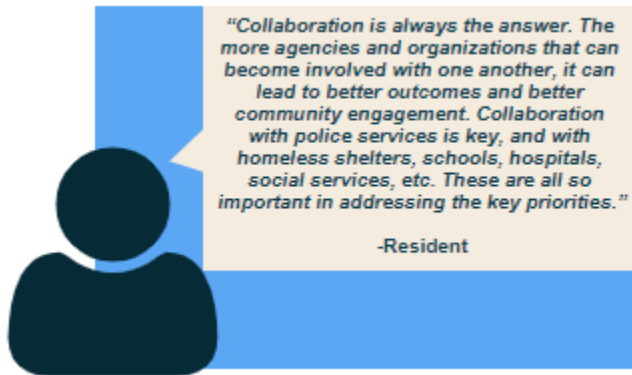 “Collaboration is always the answer. The
more agencies and organizations that can
become involved with one another, it can
lead to better outcomes and better
community engagement. Collaboration
with police services is key, and with
homeless shelters, schools, hospitals,
social services, etc. These are all so
important in addressing the key priorities.”
-Resident